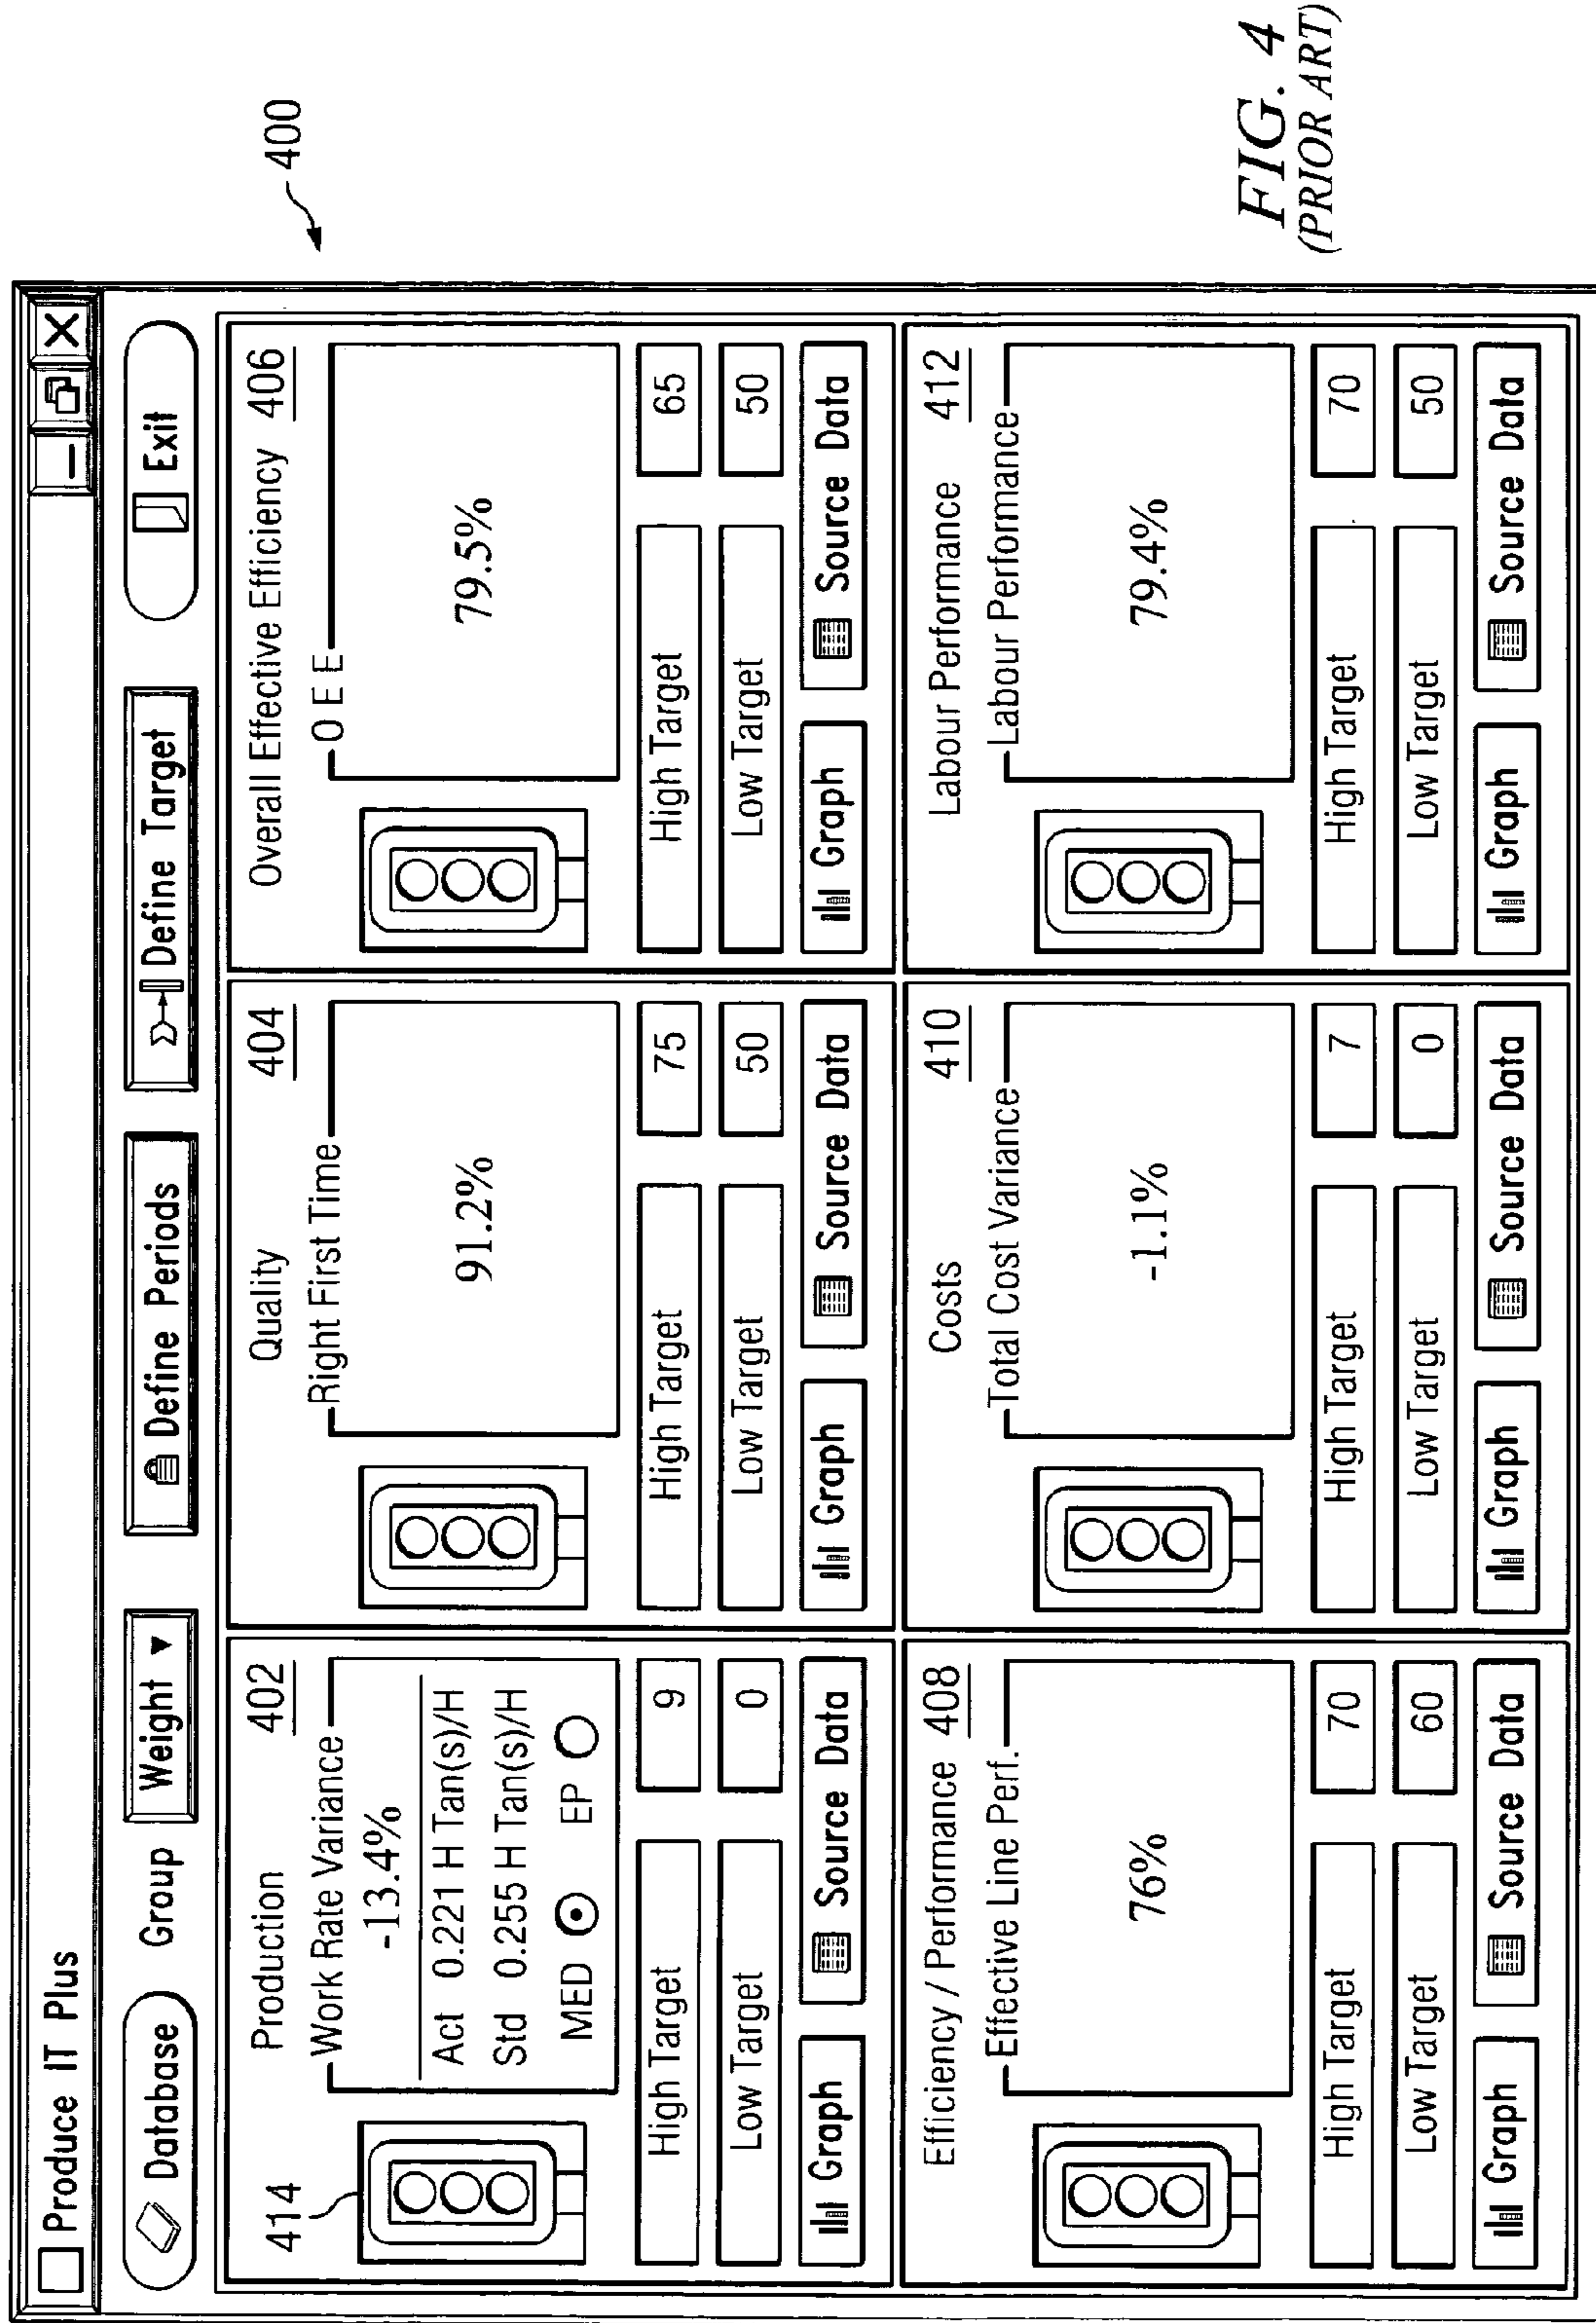 Produce IT Plus
Database Group Weight Define Periods Define Target Exit
400
414
Production 402
Work Rate Variance
-13.4%
Act 0.221 H Tan(s)/H
Std 0.255 H Tan(s)/H
MED EP
High Target 9
Low Target 0
Graph Source Data
Quality 404
Right First Time
91.2%
High Target 75
Low Target 50
Graph Source Data
Overall Effective Efficiency 406
O E E
79.5%
High Target 65
Low Target 50
Graph Source Data
Efficiency / Performance 408
Effective Line Perf.
76%
High Target 70
Low Target 60
Graph Source Data
Costs 410
Total Cost Variance
-1.1%
High Target 7
Low Target 0
Graph Source Data
Labour Performance 412
Labour Performance
79.4%
High Target 70
Low Target 50
Graph Source Data
FIG. 4
(PRIOR ART)